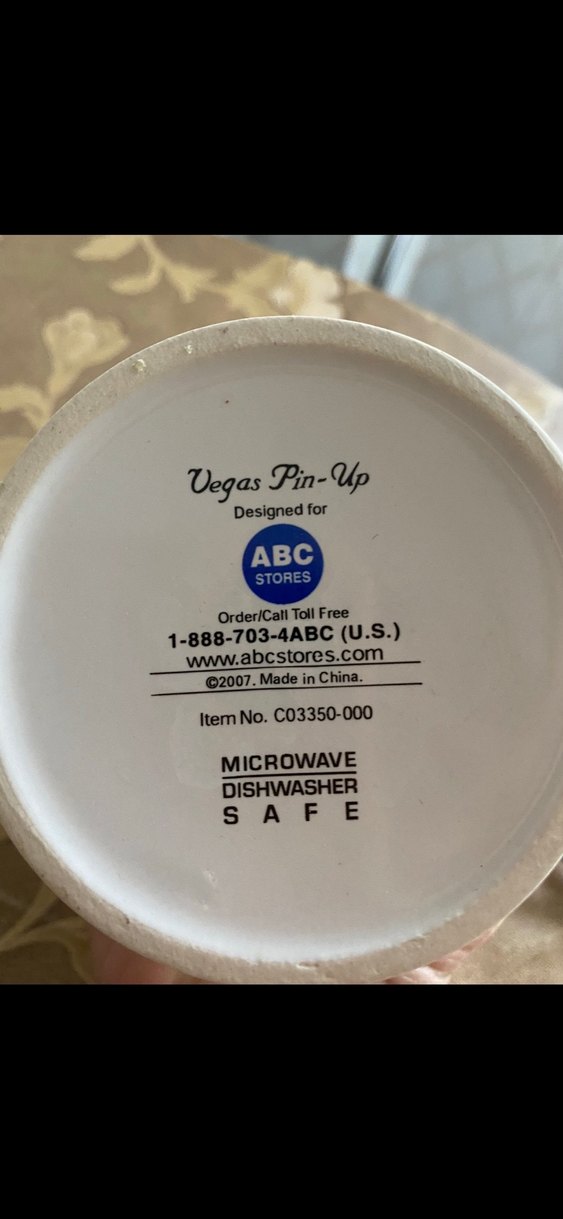 Vegas Pin-Up
Designed for
ABC
STORES
Order/Call Toll Free
1-888-703-4ABC (U.S.)
www.abcstores.com
©2007. Made in China.
Item No. C03350-000
MICROWAVE
DISHWASHER
S A F E